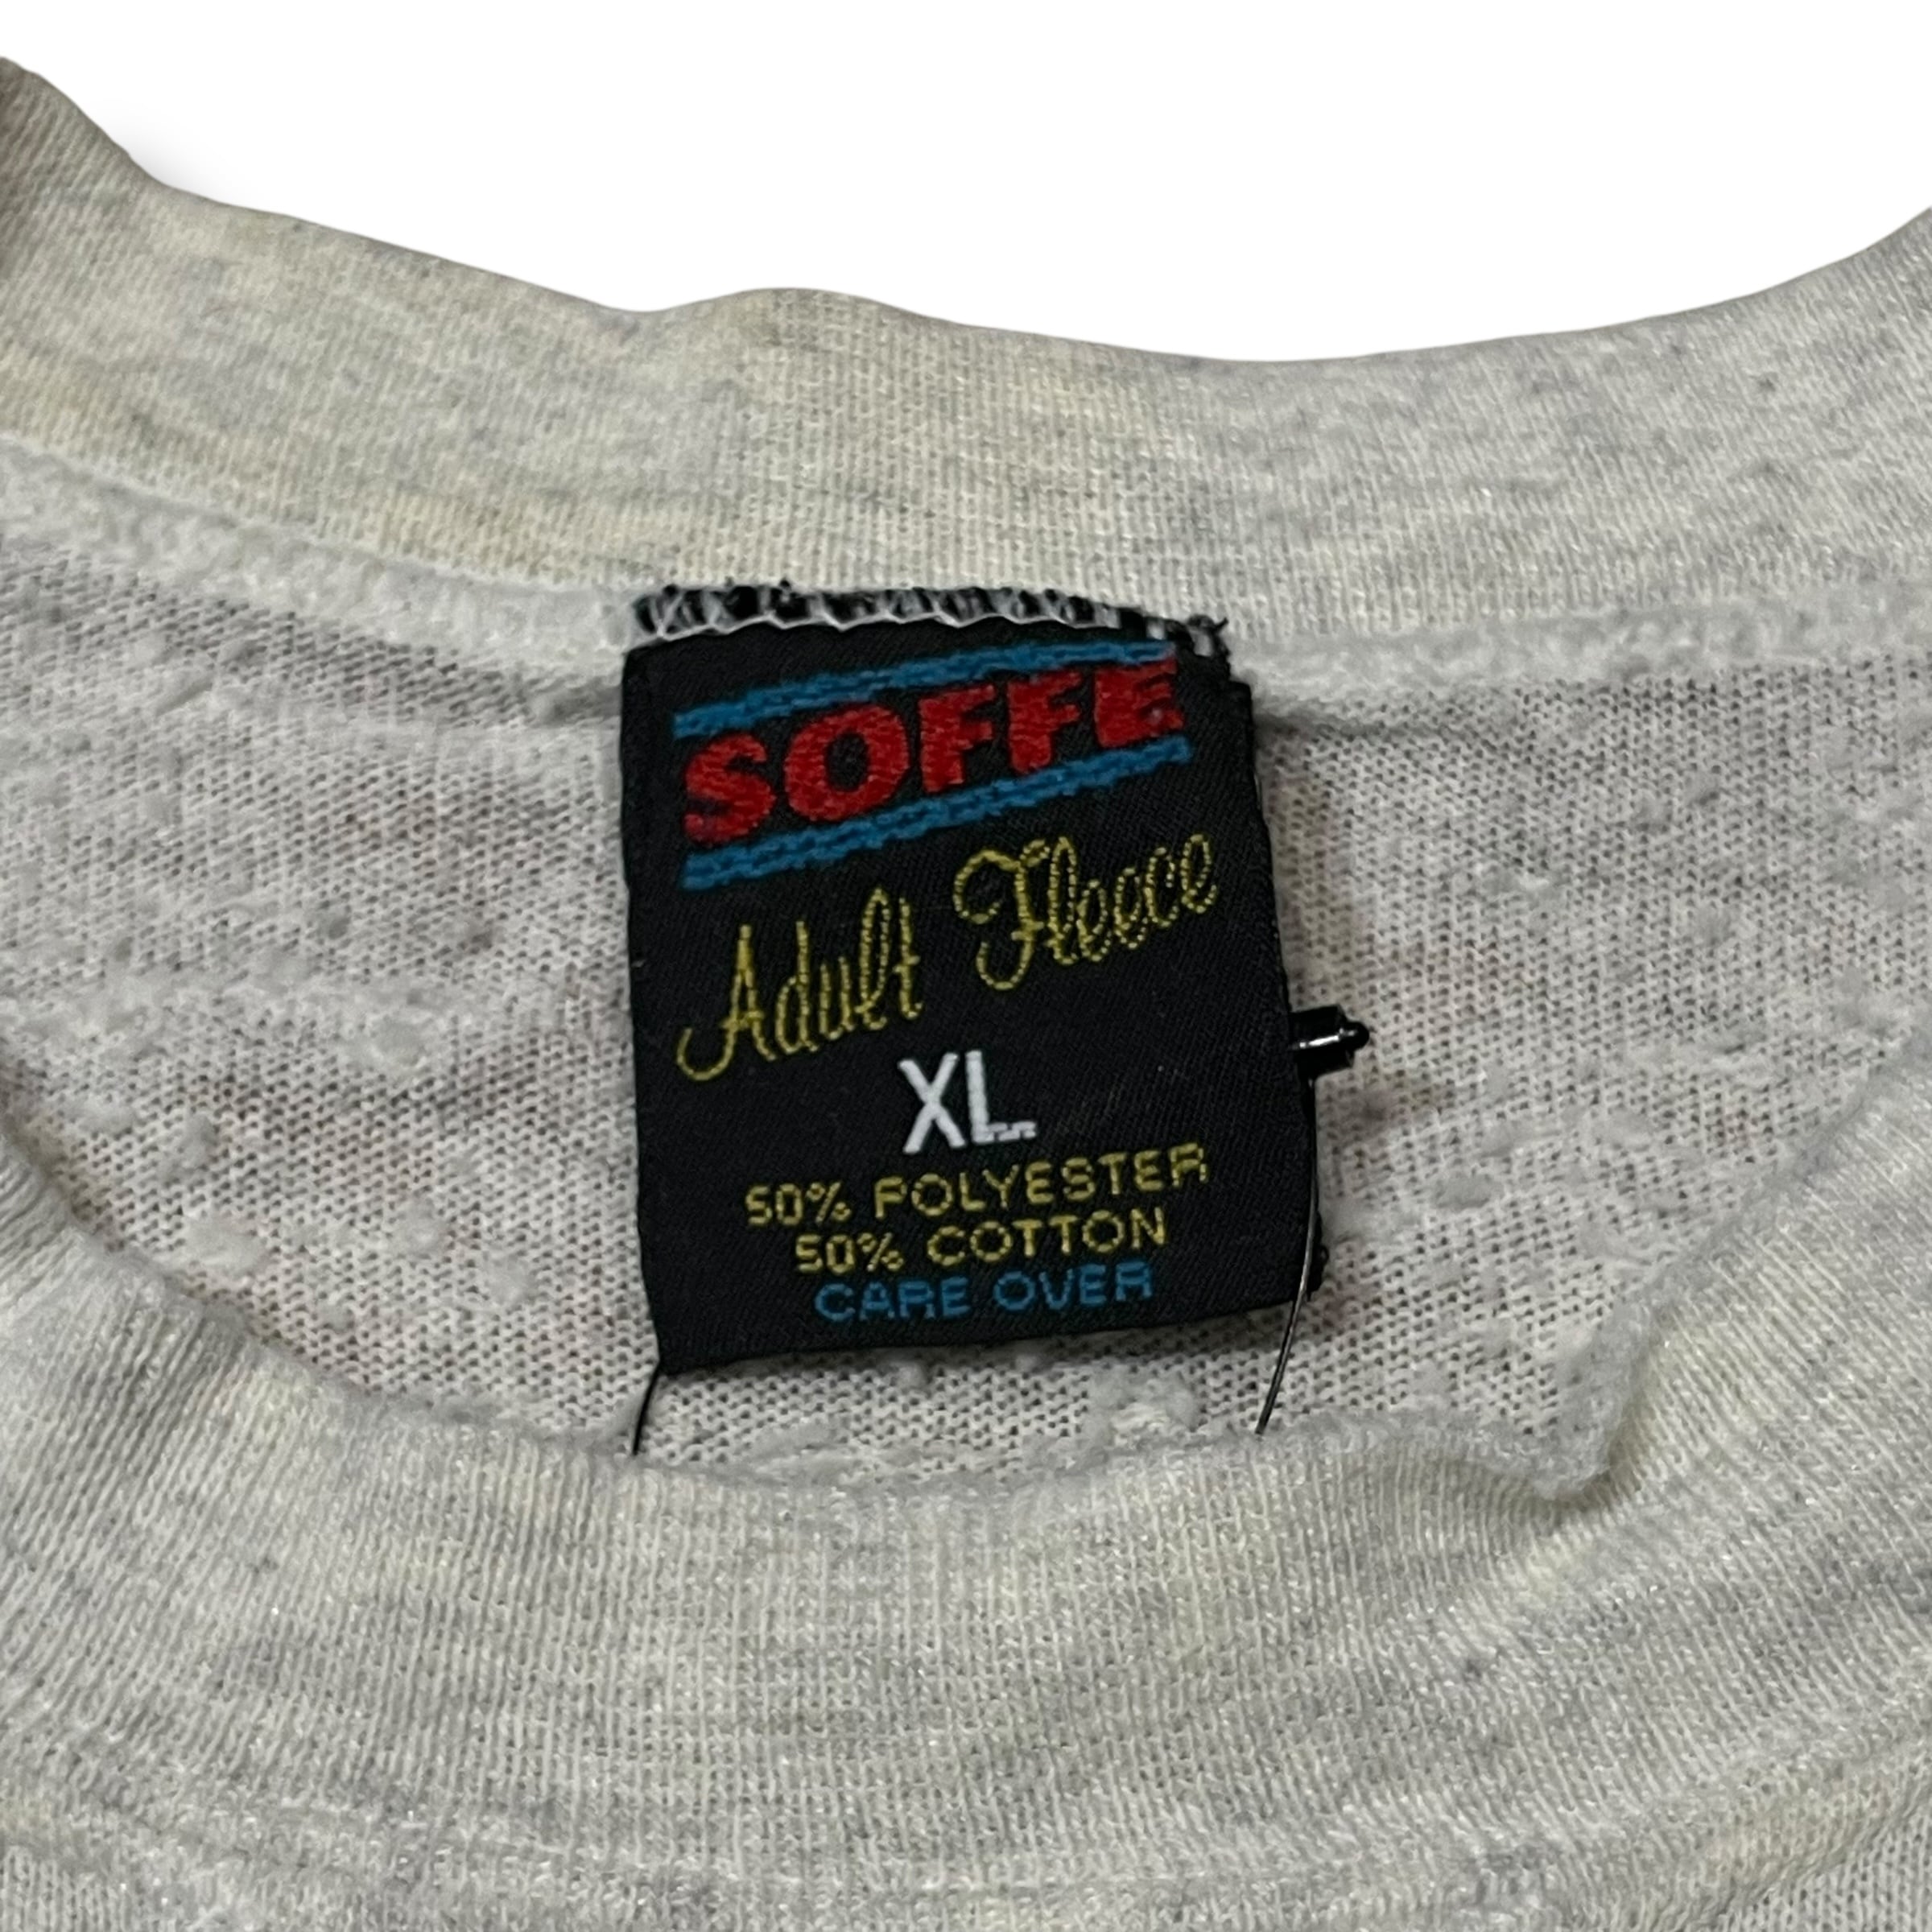 SOFFE
Adult Fleece
XL
50% POLYESTER
50% COTTON
CARE OVER